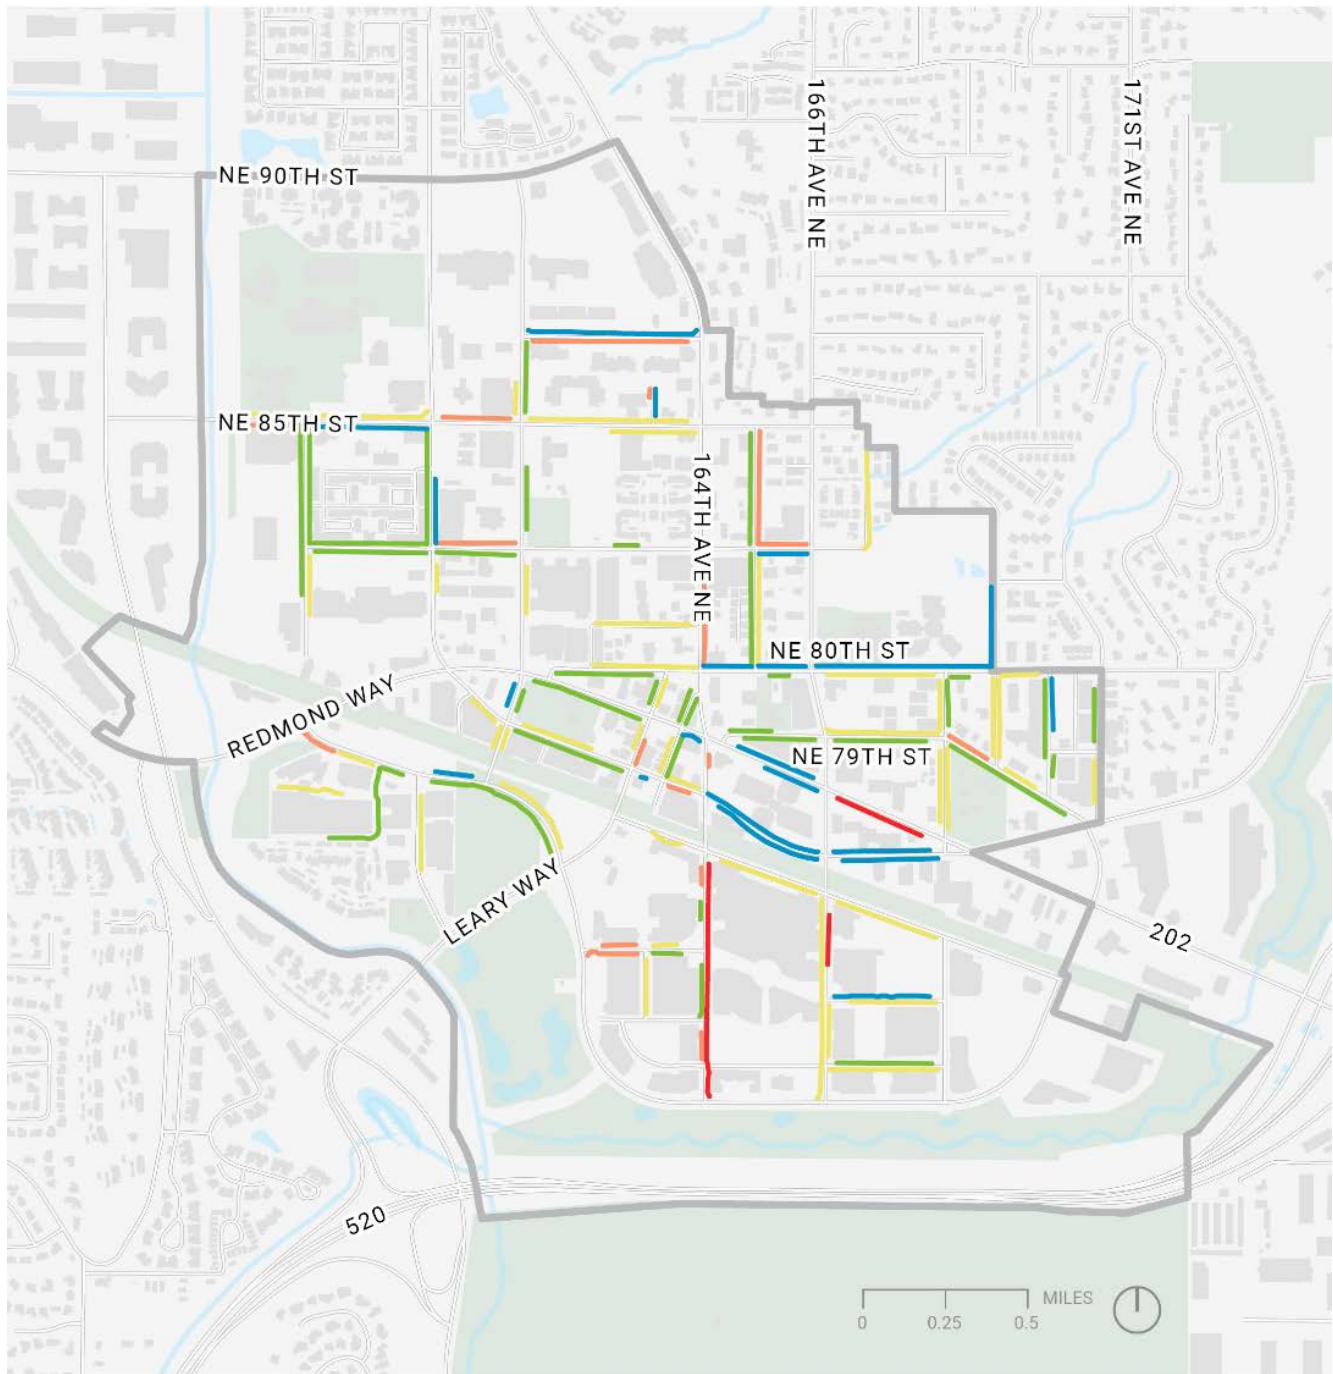 166TH AVE NE
171ST AVE NE
NE 90TH ST
NE 85TH ST
164TH AVE NE
NE 80TH ST
REDMOND WAY
NE 79TH ST
LEARY WAY
202
520
MILES
0 0.25 0.5